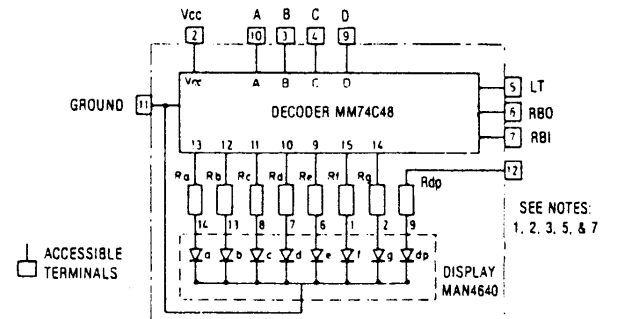 Vcc A B C D
2 10 3 4 9
Vcc A B C D
GROUND 11
DECODER MM74C48
5 LT
6 RBO
7 RBI
13 12 11 10 9 15 14
12
Ra Rb Rc Rd Re Rf Rg Rdp
SEE NOTES:
1, 2, 3, 5, & 7
14 13 8 7 6 1 2 9
a b c d e f g dp
ACCESSIBLE
TERMINALS
DISPLAY
MAN4640